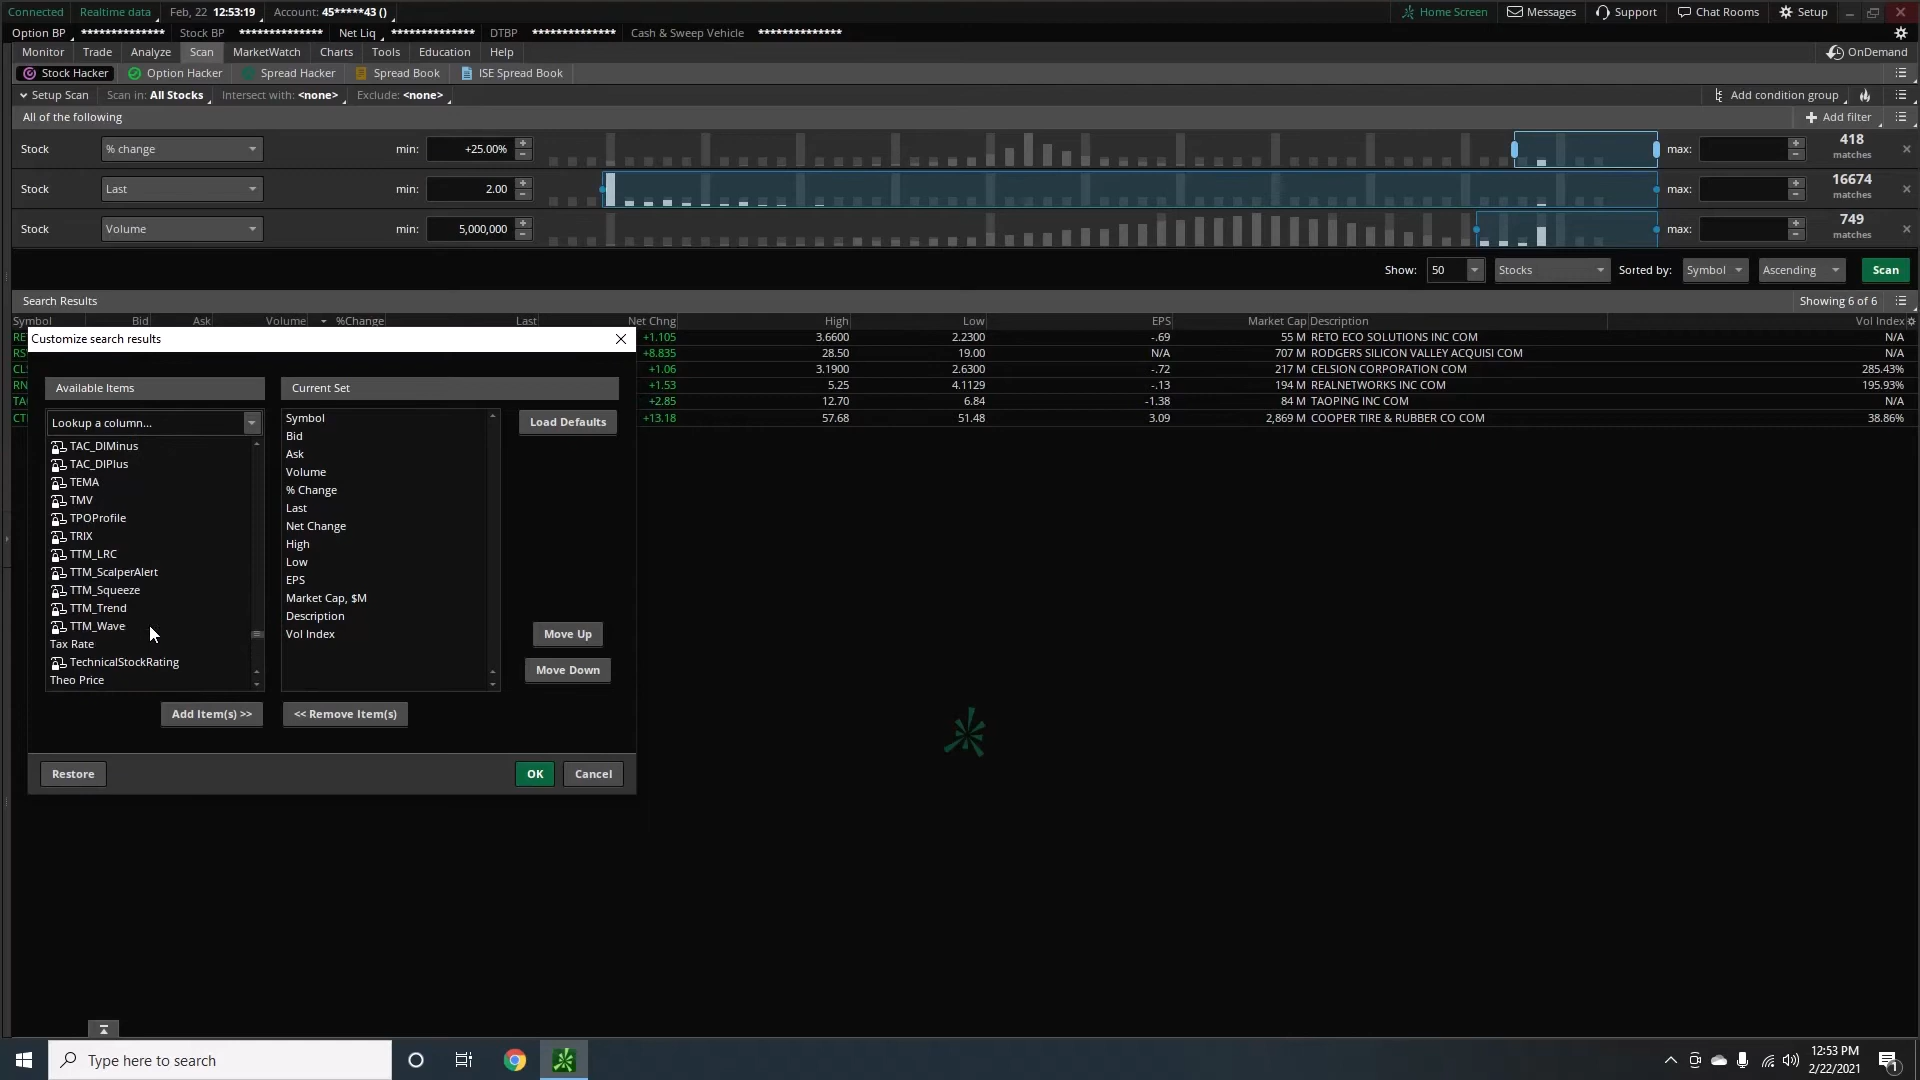 Connected Realtime data Feb, 22 12:53:19 Account: 45*****43 () Home Screen Messages Support Chat Rooms Setup
Option BP ************** Stock BP ************** Net Liq ************** DTBP ************** Cash & Sweep Vehicle **************
Monitor Trade Analyze Scan MarketWatch Charts Tools Education Help OnDemand
Stock Hacker Option Hacker Spread Hacker Spread Book ISE Spread Book
Setup Scan Scan in: All Stocks Intersect with: <none> Exclude: <none> Add condition group
All of the following Add filter
Stock % change min: +25.00% max: 418 matches
Stock Last min: 2.00 max: 16674 matches
Stock Volume min: 5,000,000 max: 749 matches
Show: 50 Stocks Sorted by: Symbol Ascending Scan
Search Results Showing 6 of 6
Symbol Bid Ask Volume %Change Last Net Chng High Low EPS Market Cap Description Vol Index
RE +1.105 3.6600 2.2300 -.69 55 M RETO ECO SOLUTIONS INC COM N/A
RS +8.835 28.50 19.00 N/A 707 M RODGERS SILICON VALLEY ACQUISI COM
CL +1.06 3.1900 2.6300 -.72 217 M CELSION CORPORATION COM 285.43%
RN +1.53 5.25 4.1129 -.13 194 M REALNETWORKS INC COM 195.93%
TA +2.85 12.70 6.84 -1.38 84 M TAOPING INC COM N/A
CT +13.18 57.68 51.48 3.09 2,869 M COOPER TIRE & RUBBER CO COM 38.86%
Customize search results
Available Items
Lookup a column...
TAC_DIMinus
TAC_DIPlus
TEMA
TMV
TPOProfile
TRIX
TTM_LRC
TTM_ScalperAlert
TTM_Squeeze
TTM_Trend
TTM_Wave
Tax Rate
TechnicalStockRating
Theo Price
Add Item(s) >>
Current Set
Symbol
Bid
Ask
Volume
% Change
Last
Net Change
High
Low
EPS
Market Cap, $M
Description
Vol Index
<< Remove Item(s)
Load Defaults
Move Up
Move Down
Restore OK Cancel
Type here to search
12:53 PM
2/22/2021
1